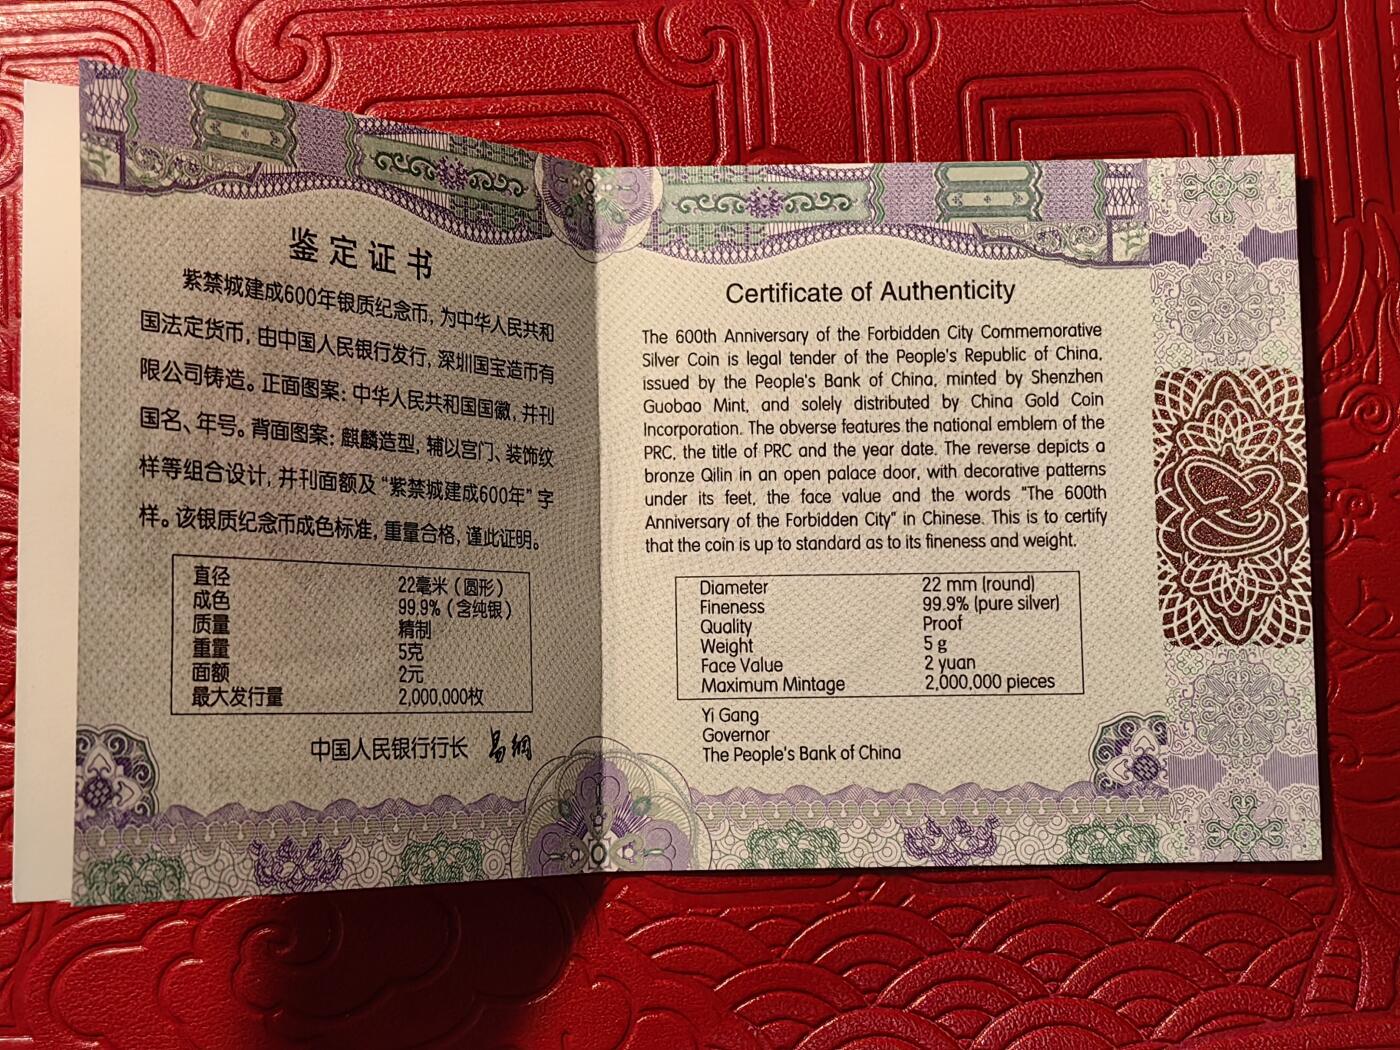 鉴定证书
紫禁城建成600年银质纪念币, 为中华人民共和
国法定货币, 由中国人民银行发行, 深圳国宝造币有
限公司铸造。正面图案: 中华人民共和国国徽, 并刊
国名、年号。背面图案: 麒麟造型, 辅以宫门、装饰纹
样等组合设计, 并刊面额及“紫禁城建成600年”字
样。该银质纪念币成色标准, 重量合格, 谨此证明。
直径 22毫米（圆形）
成色 99.9%（含纯银）
质量 精制
重量 5克
面额 2元
最大发行量 2,000,000枚
中国人民银行行长 易纲
Certificate of Authenticity
The 600th Anniversary of the Forbidden City Commemorative
Silver Coin is legal tender of the People's Republic of China,
issued by the People's Bank of China, minted by Shenzhen
Guobao Mint, and solely distributed by China Gold Coin
Incorporation. The obverse features the national emblem of the
PRC, the title of PRC and the year date. The reverse depicts a
bronze Qilin in an open palace door, with decorative patterns
under its feet, the face value and the words "The 600th
Anniversary of the Forbidden City" in Chinese. This is to certify
that the coin is up to standard as to its fineness and weight.
Diameter 22 mm (round)
Fineness 99.9% (pure silver)
Quality Proof
Weight 5 g
Face Value 2 yuan
Maximum Mintage 2,000,000 pieces
Yi Gang
Governor
The People's Bank of China